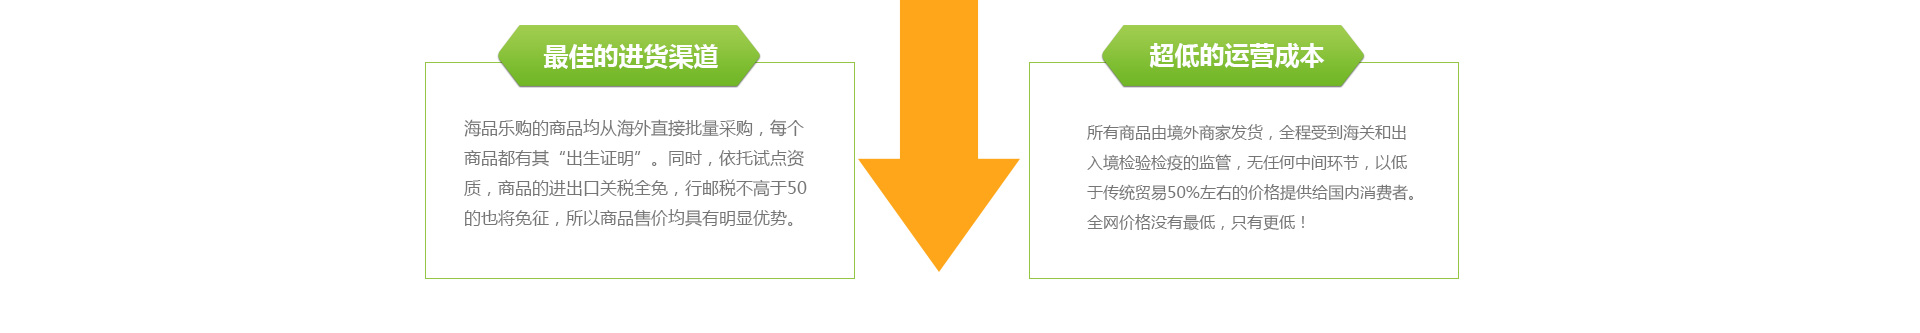 最佳的进货渠道
海品乐购的商品均从海外直接批量采购，每个
商品都有其“出生证明”。同时，依托试点资
质，商品的进出口关税全免，行邮税不高于50
的也将免征，所以商品售价均具有明显优势。
超低的运营成本
所有商品由境外商家发货，全程受到海关和出
入境检验检疫的监管，无任何中间环节，以低
于传统贸易50%左右的价格提供给国内消费者。
全网价格没有最低，只有更低！